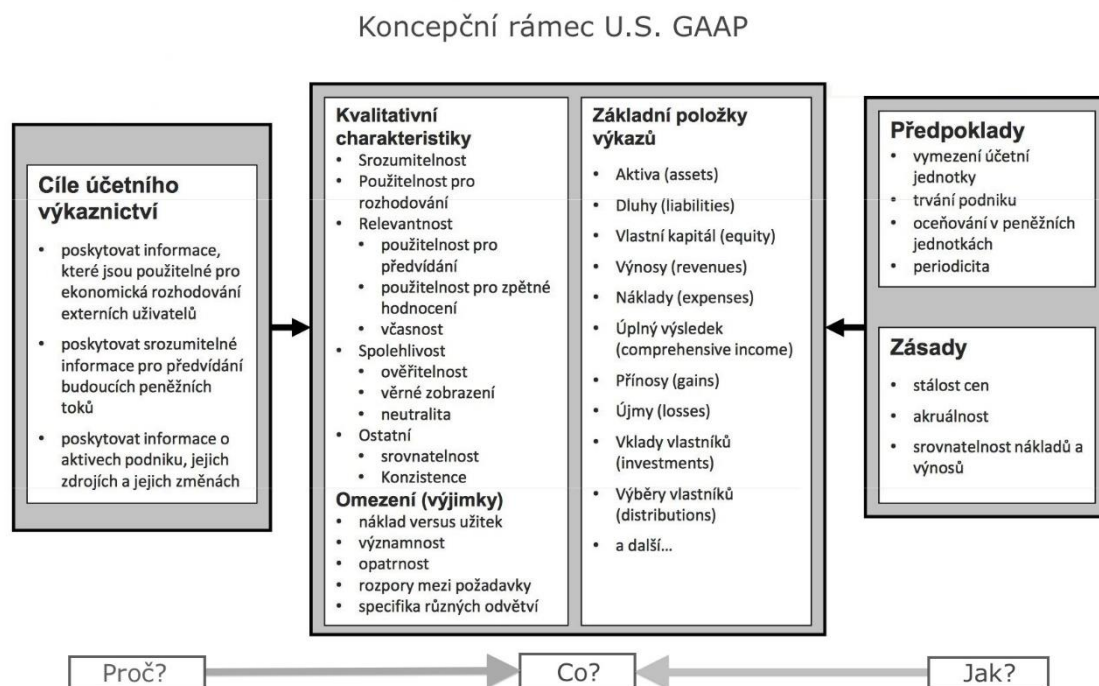 Koncepční rámec U.S. GAAP
Cíle účetního
výkaznictví
• poskytovat informace,
které jsou použitelné pro
ekonomická rozhodování
externích uživatelů
• poskytovat srozumitelné
informace pro předvídání
budoucích peněžních
toků
• poskytovat informace o
aktivech podniku, jejich
zdrojích a jejich změnách
Kvalitativní
charakteristiky
• Srozumitelnost
• Použitelnost pro
rozhodování
• Relevantnost
• použitelnost pro
předvídání
• použitelnost pro zpětné
hodnocení
• včasnost
• Spolehlivost
• ověřitelnost
• věrné zobrazení
• neutralita
• Ostatní
• srovnatelnost
• Konzistence
Omezení (výjimky)
• náklad versus užitek
• významnost
• opatrnost
• rozpory mezi požadavky
• specifika různých odvětví
Základní položky
výkazů
• Aktiva (assets)
• Dluhy (liabilities)
• Vlastní kapitál (equity)
• Výnosy (revenues)
• Náklady (expenses)
• Úplný výsledek
(comprehensive income)
• Přínosy (gains)
• Újmy (losses)
• Vklady vlastníků
(investments)
• Výběry vlastníků
(distributions)
• a další...
Předpoklady
• vymezení účetní
jednotky
• trvání podniku
• oceňování v peněžních
jednotkách
• periodicita
Zásady
• stálost cen
• akruálnost
• srovnatelnost nákladů a
výnosů
Proč?
Co?
Jak?